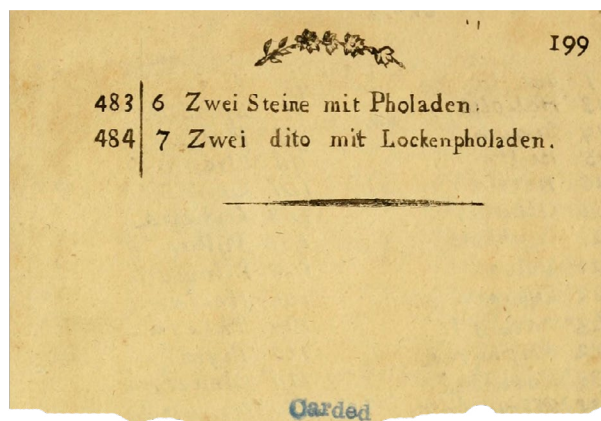 199
483 6 Zwei Steine mit Pholaden.
484 7 Zwei dito mit Lockenpholaden.
Carded